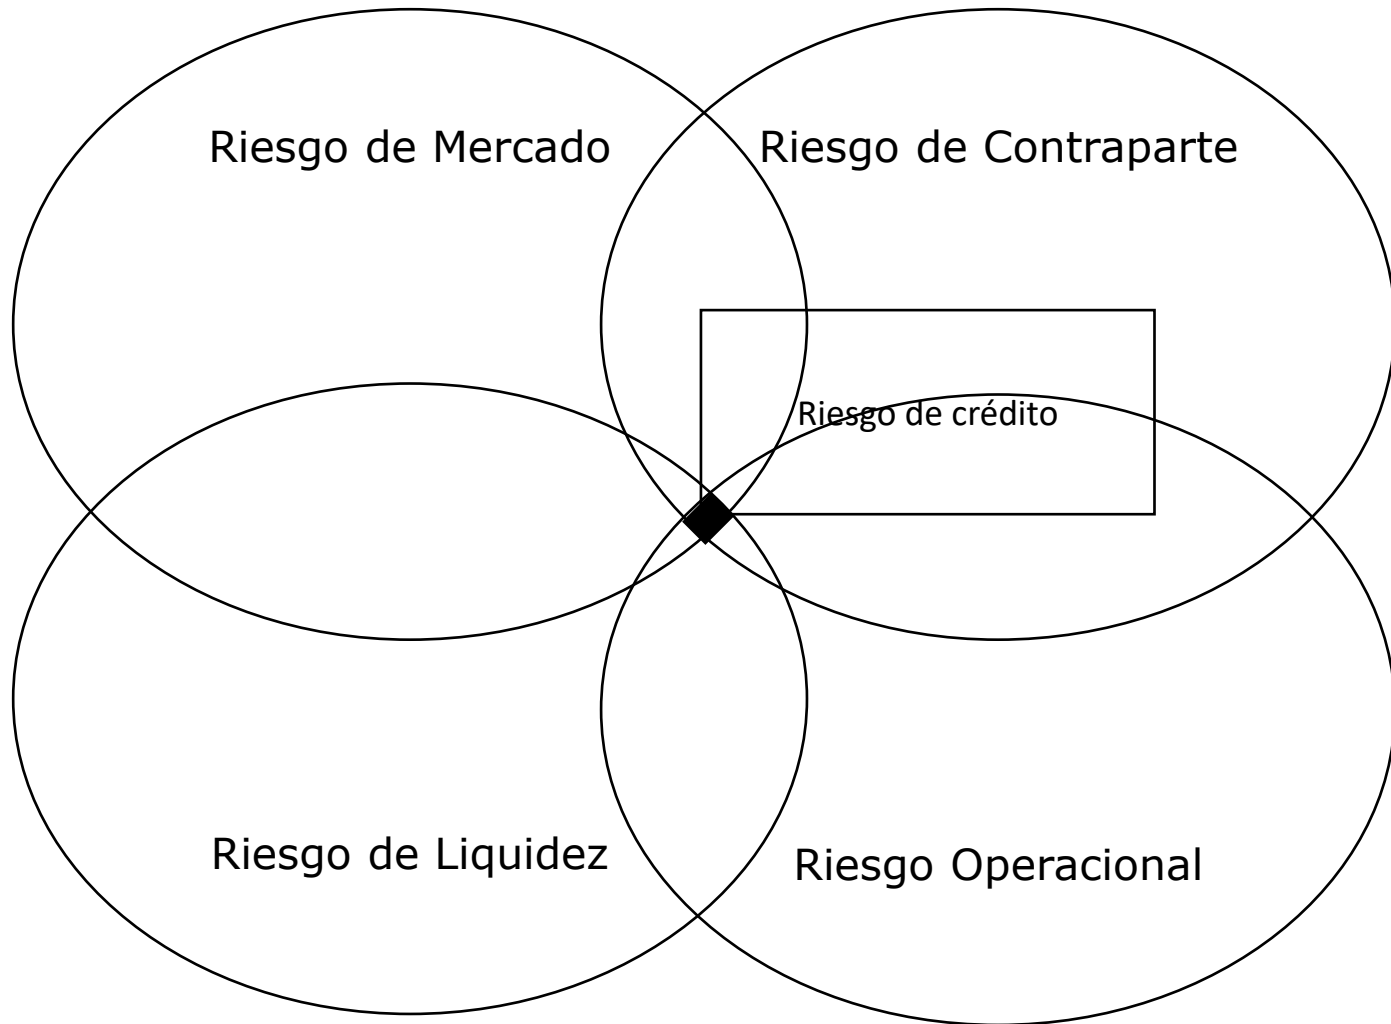 Riesgo de Mercado
Riesgo de Contraparte
Riesgo de crédito
Riesgo de Liquidez
Riesgo Operacional